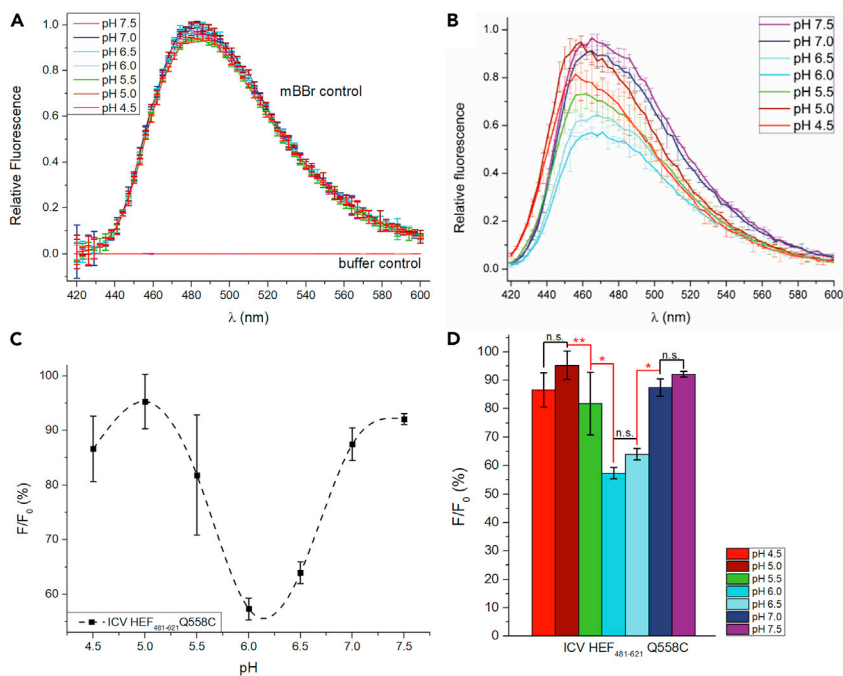 A
pH 7.5
pH 7.0
pH 6.5
pH 6.0
pH 5.5
pH 5.0
pH 4.5
mBBr control
buffer control
Relative Fluorescence
1.0
0.8
0.6
0.4
0.2
0.0
420 440 460 480 500 520 540 560 580 600
λ (nm)
B
pH 7.5
pH 7.0
pH 6.5
pH 6.0
pH 5.5
pH 5.0
pH 4.5
Relative fluorescence
1.0
0.8
0.6
0.4
0.2
0.0
420 440 460 480 500 520 540 560 580 600
λ (nm)
C
F/F0 (%)
100
90
80
70
60
ICV HEF481-621Q558C
4.5 5.0 5.5 6.0 6.5 7.0 7.5
pH
D
n.s. ** * n.s. * n.s.
F/F0 (%)
100
90
80
70
60
50
40
30
20
10
0
ICV HEF481-621 Q558C
pH 4.5
pH 5.0
pH 5.5
pH 6.0
pH 6.5
pH 7.0
pH 7.5